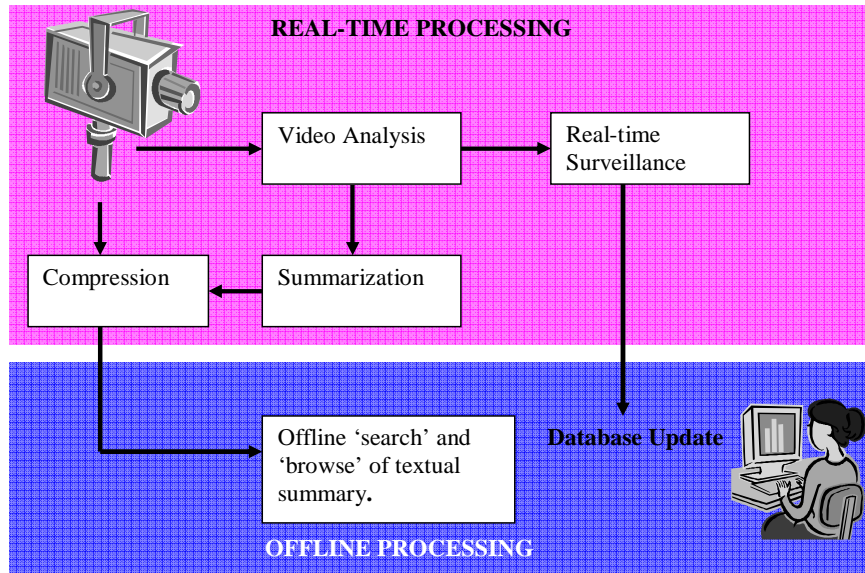 REAL-TIME PROCESSING
Video Analysis
Real-time
Surveillance
Compression
Summarization
Offline ‘search’ and
‘browse’ of textual
summary.
Database Update
OFFLINE PROCESSING